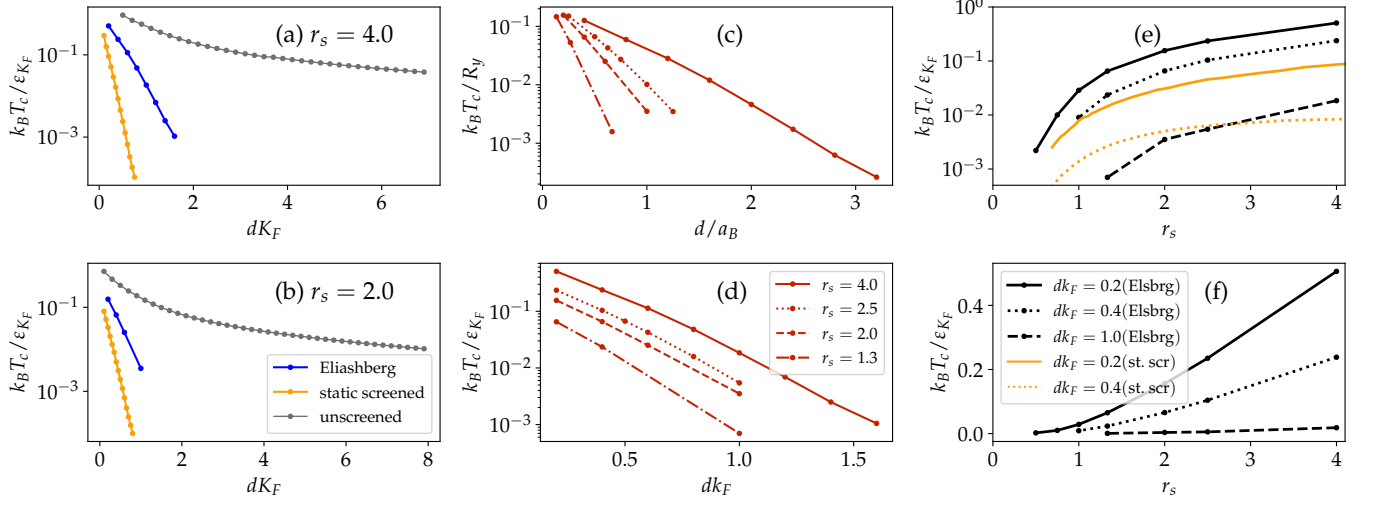 (a) r_s = 4.0
k_B T_c / ε_{K_F}
10^{−1}
10^{−3}
0 2 4 6 8
dK_F
(c)
k_B T_c / R_y
10^{−1}
10^{−2}
10^{−3}
0 1 2 3
d/a_B
(e)
k_B T_c / ε_{K_F}
10^0
10^{−1}
10^{−2}
10^{−3}
0 1 2 3 4
r_s
(b) r_s = 2.0
k_B T_c / ε_{K_F}
10^{−1}
10^{−3}
Eliashberg
static screened
unscreened
0 2 4 6 8
dK_F
(d)
k_B T_c / ε_{K_F}
10^{−1}
10^{−2}
10^{−3}
r_s = 4.0
r_s = 2.5
r_s = 2.0
r_s = 1.3
0.5 1.0 1.5
dk_F
(f)
k_B T_c / ε_{K_F}
0.4
0.2
0.0
dk_F = 0.2(Elsbrg)
dk_F = 0.4(Elsbrg)
dk_F = 1.0(Elsbrg)
dk_F = 0.2(st. scr)
dk_F = 0.4(st. scr)
0 1 2 3 4
r_s